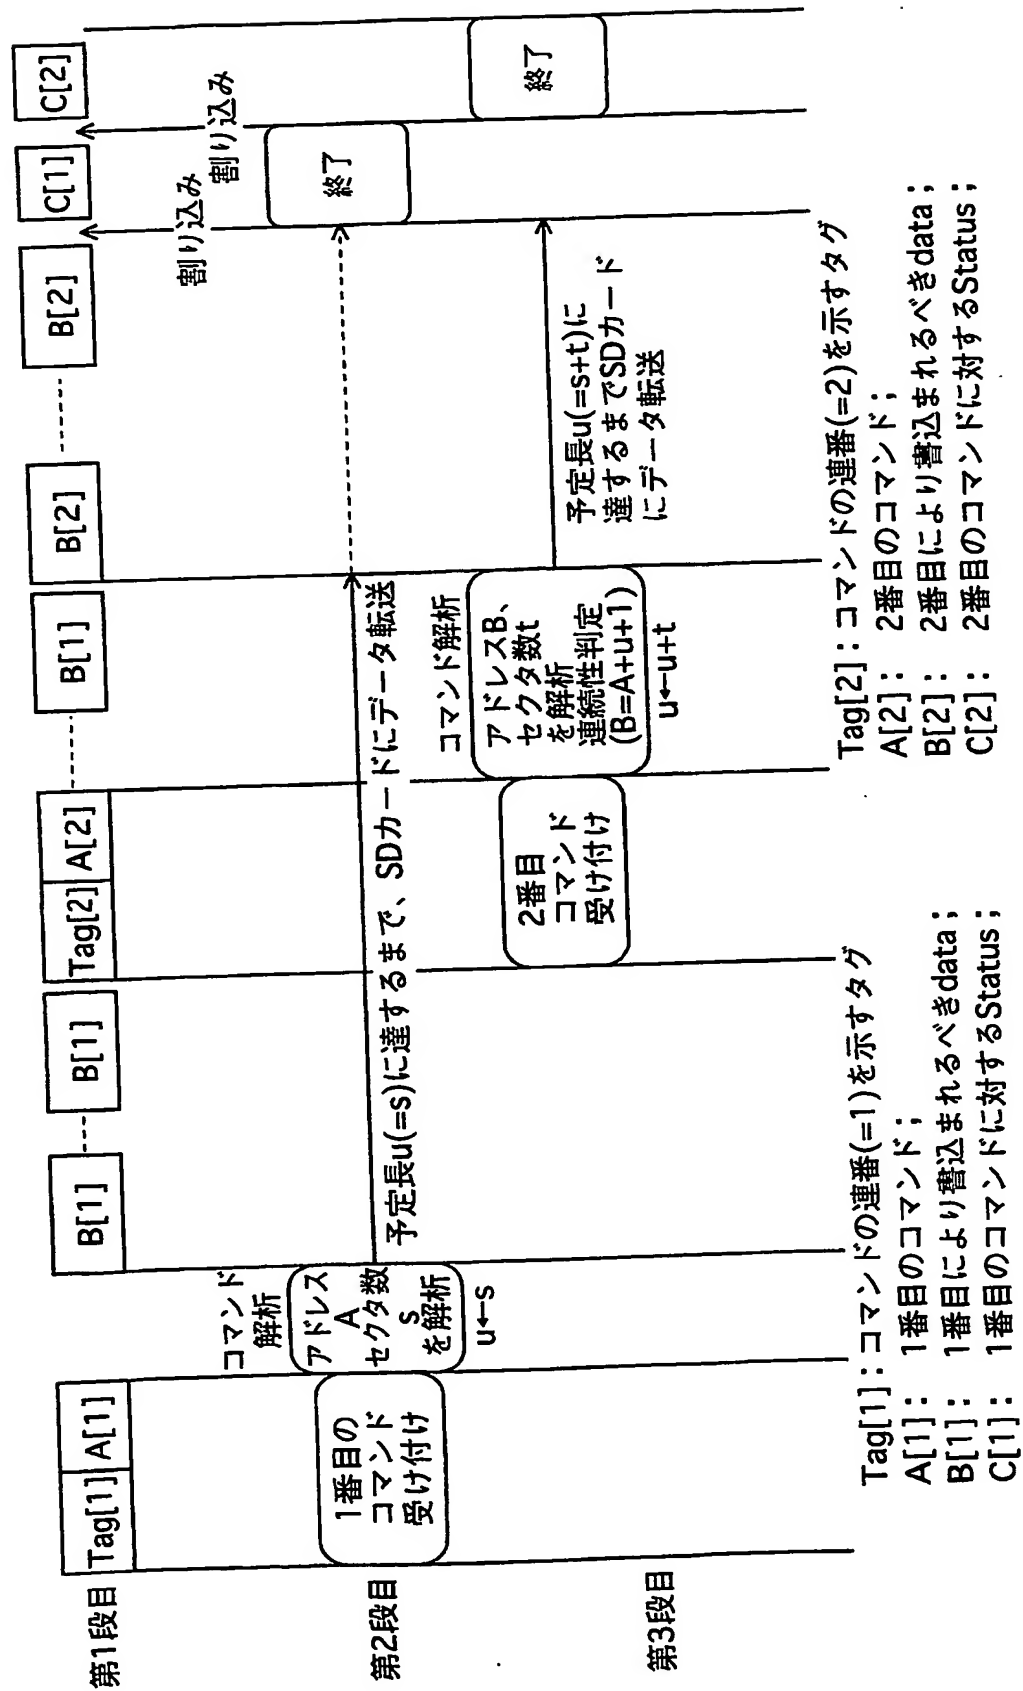 第1段目
Tag[1] A[1]
B[1]
B[1]
Tag[2] A[2]
B[1]
B[2]
B[2]
C[1]
C[2]
割り込み
割り込み
第2段目
1番目の
コマンド
受け付け
コマンド
解析
アドレス
A
セクタ数
s
を解析
u←s
予定長u(=s)に達するまで、SDカードにデータ転送
終了
第3段目
2番目
コマンド
受け付け
コマンド解析
アドレスB、
セクタ数t
を解析
連続性判定
(B=A+u+1)
u←u+t
予定長u(=s+t)に
達するまでSDカード
にデータ転送
終了
Tag[1]:コマンドの連番(=1)を示すタグ
A[1]: 1番目のコマンド;
B[1]: 1番目により書込まれるべきdata;
C[1]: 1番目のコマンドに対するStatus;
Tag[2]:コマンドの連番(=2)を示すタグ
A[2]: 2番目のコマンド;
B[2]: 2番目により書込まれるべきdata;
C[2]: 2番目のコマンドに対するStatus;